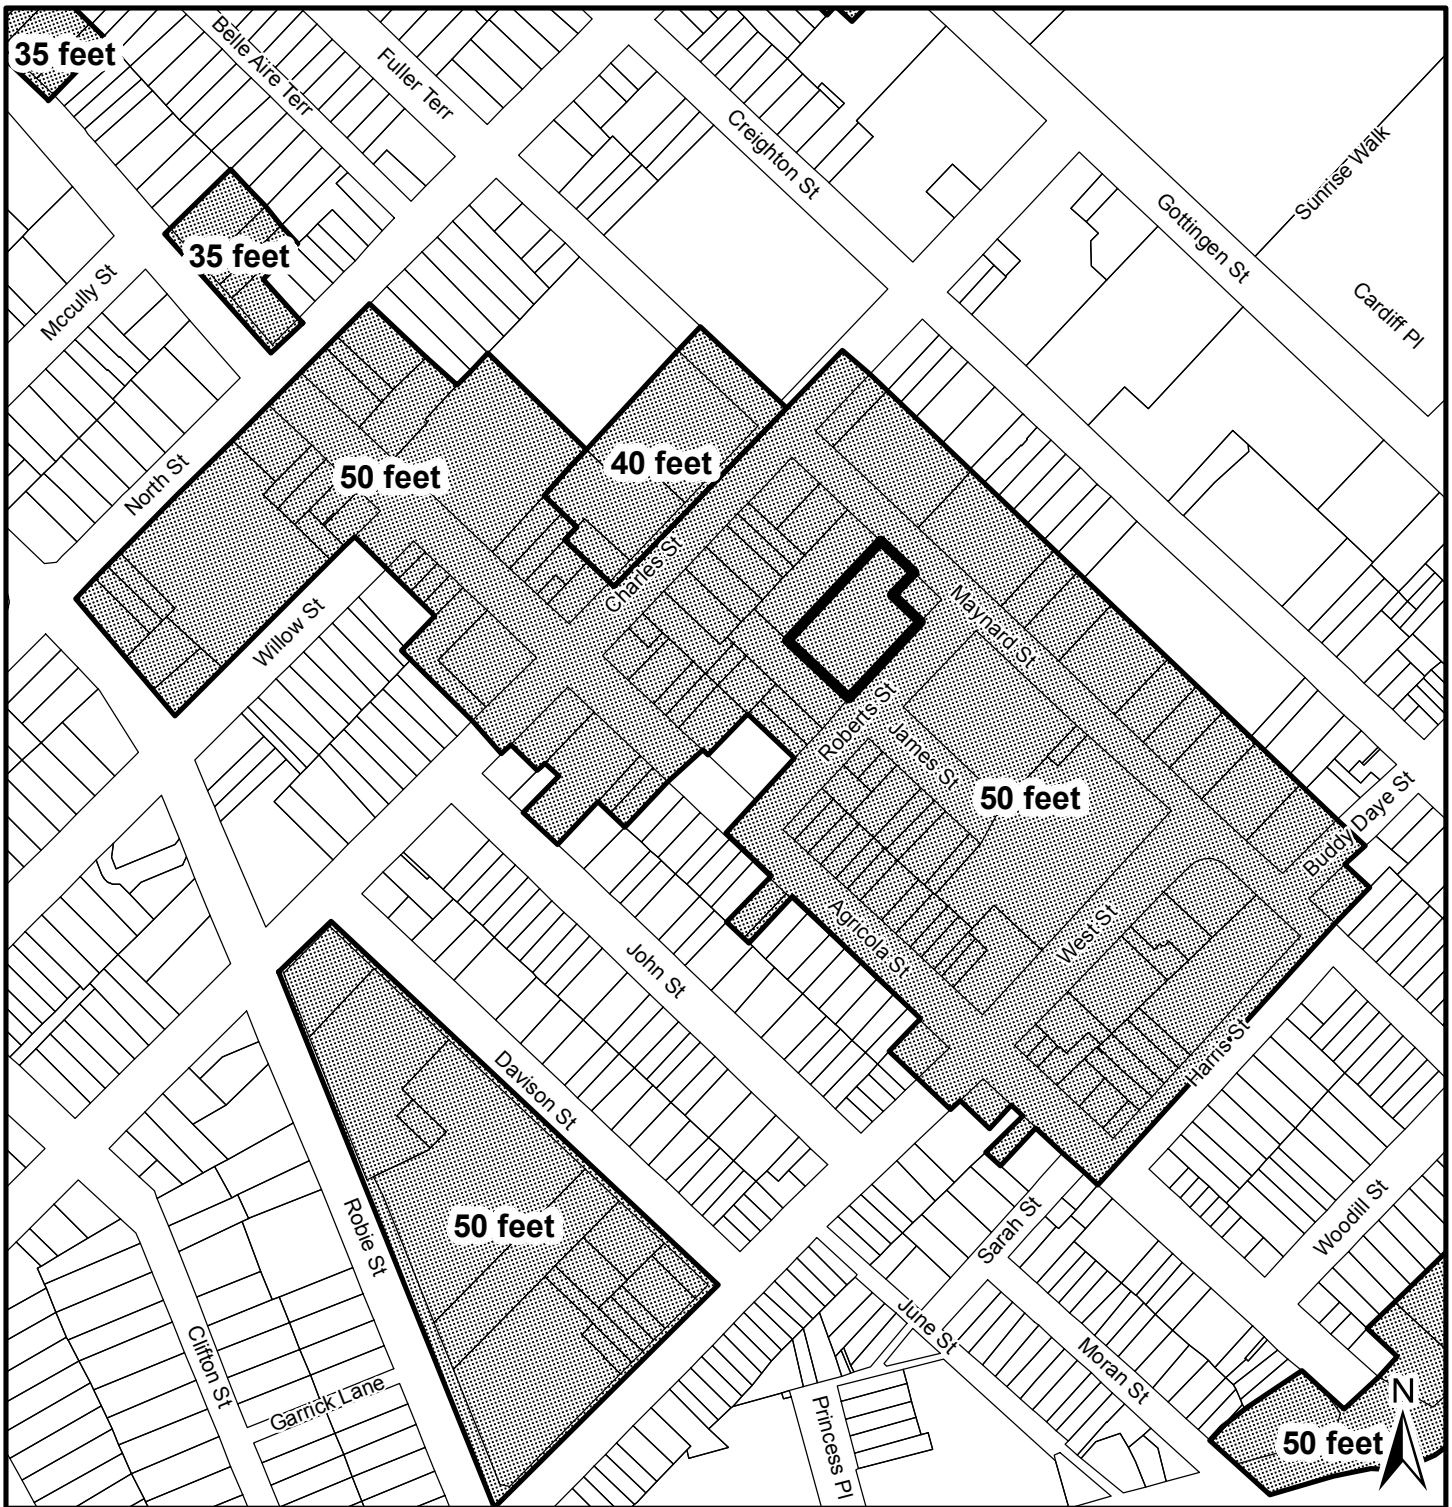 35 feet
Belle Aire Terr
Fuller Terr
Creighton St
Sunrise Walk
Gottingen St
35 feet
Mccully St
Cardiff Pl
North St
50 feet
40 feet
Charles St
Willow St
Maynard St
Roberts St
James St
50 feet
Buddy Daye St
Agricola St
West St
John St
Harris St
Davison St
Robie St
50 feet
Sarah St
Woodill St
June St
Clifton St
Moran St
Garrick Lane
Princess Pl
N
50 feet